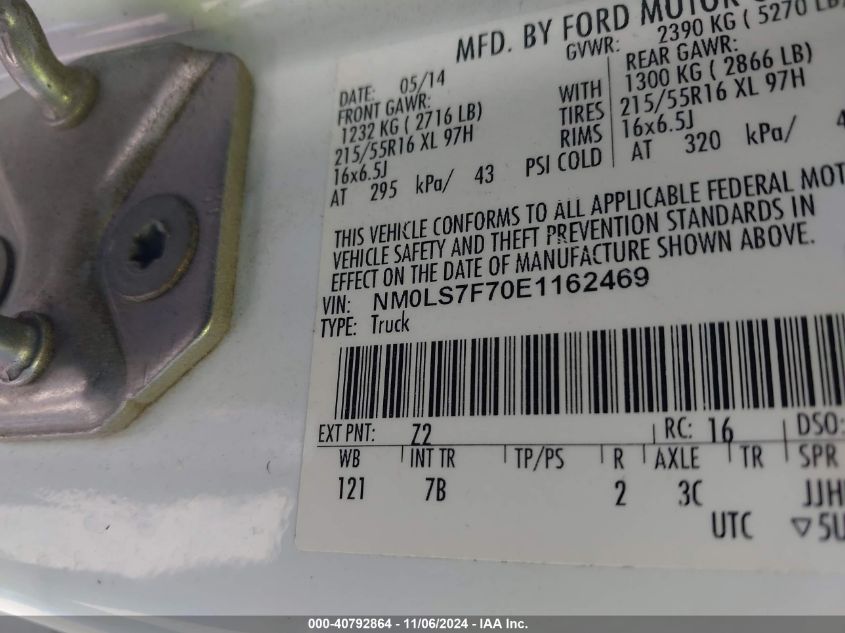 MFD. BY FORD MOTOR
GVWR: 2390 KG ( 5270 LB)
DATE: 05/14
FRONT GAWR:
1232 KG ( 2716 LB)
215/55R16 XL 97H
16x6.5J
AT 295 kPa/ 43 PSI COLD
WITH
TIRES
RIMS
REAR GAWR:
1300 KG ( 2866 LB)
215/55R16 XL 97H
16x6.5J
AT 320 kPa/
THIS VEHICLE CONFORMS TO ALL APPLICABLE FEDERAL MOT
VEHICLE SAFETY AND THEFT PREVENTION STANDARDS IN
EFFECT ON THE DATE OF MANUFACTURE SHOWN ABOVE.
VIN: NM0LS7F70E1162469
TYPE: Truck
EXT PNT: Z2 RC: 16 DSO:
WB INT TR TP/PS R AXLE TR SPR
121 7B 2 3C JJH
UTC ▽5U
000-40792864 - 11/06/2024 - IAA Inc.